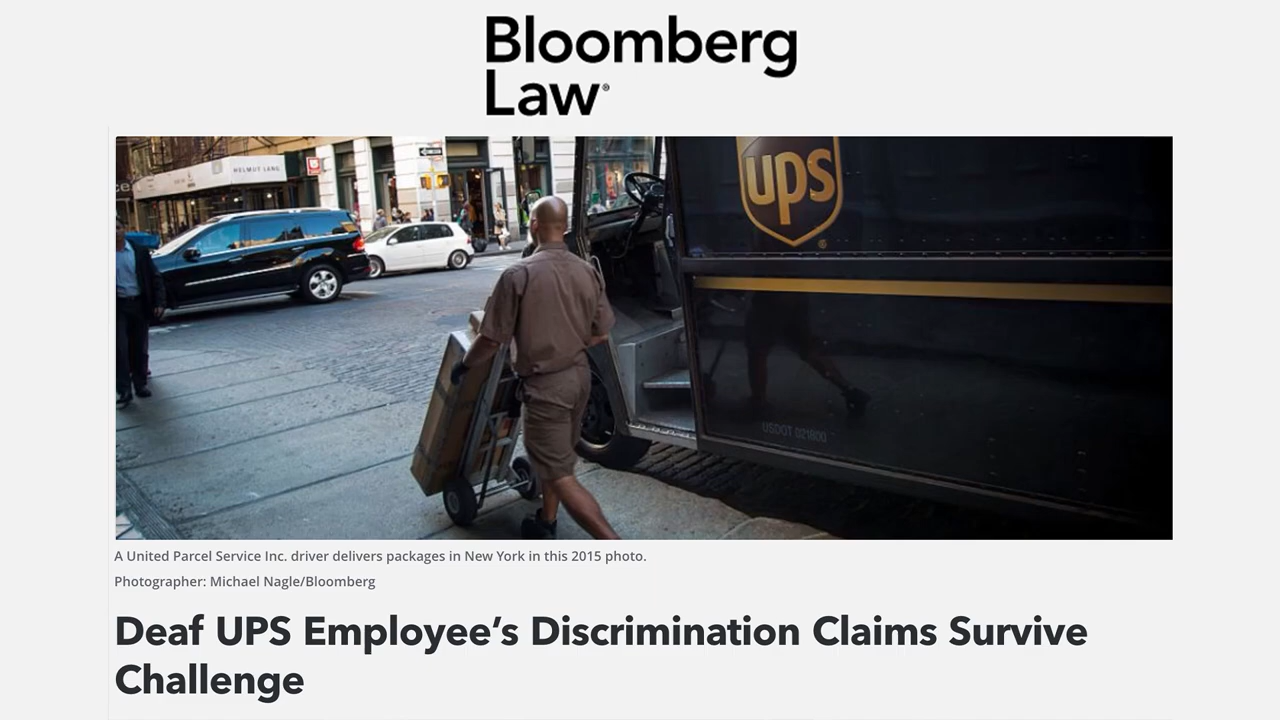 Bloomberg
Law®
HELMUT LANG
ups
USDOT 021800
A United Parcel Service Inc. driver delivers packages in New York in this 2015 photo.
Photographer: Michael Nagle/Bloomberg
Deaf UPS Employee’s Discrimination Claims Survive
Challenge